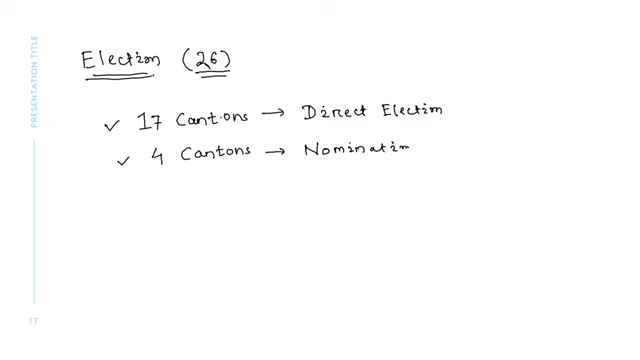 PRESENTATION TITLE
Election (26)
✓ 17 Cantons → Direct Election
✓ 4 Cantons → Nomination
17